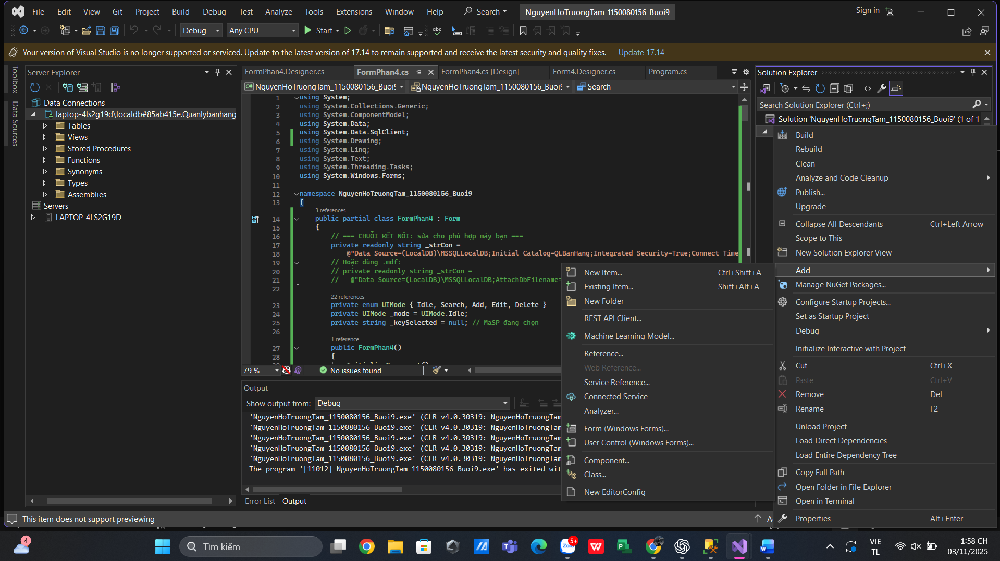 File Edit View Git Project Build Debug Test Analyze Tools Extensions Window Help Search NguyenHoTruongTam_1150080156_Buoi9 Sign in
Debug Any CPU Start
Your version of Visual Studio is no longer supported or serviced. Update to the latest version of 17.14 to remain supported and receive the latest security and quality fixes. Update 17.14
Toolbox
Data Sources
Server Explorer
Data Connections
laptop-4ls2g19d\localdb#85ab415e.Quanlybanhang
Tables
Views
Stored Procedures
Functions
Synonyms
Types
Assemblies
Servers
LAPTOP-4LS2G19D
FormPhan4.Designer.cs FormPhan4.cs FormPhan4.cs [Design] Form4.Designer.cs Program.cs
NguyenHoTruongTam_1150080156_Buoi9 NguyenHoTruongTam_1150080156_Buoi9 Search
1 using System;
2 using System.Collections.Generic;
3 using System.ComponentModel;
4 using System.Data;
5 using System.Data.SqlClient;
6 using System.Drawing;
7 using System.Linq;
8 using System.Text;
9 using System.Threading.Tasks;
10 using System.Windows.Forms;
11
12 namespace NguyenHoTruongTam_1150080156_Buoi9
13 {
3 references
14 public partial class FormPhan4 : Form
15 {
16 // === CHUỖI KẾT NỐI: sửa cho phù hợp máy bạn ===
17 private readonly string _strCon =
18 @"Data Source=(LocalDB)\MSSQLLocalDB;Initial Catalog=QLBanHang;Integrated Security=True;Connect Time
19 // Hoặc dùng .mdf:
20 // private readonly string _strCon =
21 // @"Data Source=(LocalDB)\MSSQLLocalDB;AttachDbFilename=
22
22 references
23 private enum UIMode { Idle, Search, Add, Edit, Delete }
24 private UIMode _mode = UIMode.Idle;
25 private string _keySelected = null; // MaSP đang chọn
26
1 reference
27 public FormPhan4()
28 {
InitializeComponent();
79 % No issues found
Output
Show output from: Debug
'NguyenHoTruongTam_1150080156_Buoi9.exe' (CLR v4.0.30319: NguyenHoTruongTam
'NguyenHoTruongTam_1150080156_Buoi9.exe' (CLR v4.0.30319: NguyenHoTruongTam
'NguyenHoTruongTam_1150080156_Buoi9.exe' (CLR v4.0.30319: NguyenHoTruongTam
'NguyenHoTruongTam_1150080156_Buoi9.exe' (CLR v4.0.30319: NguyenHoTruongTam
'NguyenHoTruongTam_1150080156_Buoi9.exe' (CLR v4.0.30319: NguyenHoTruongTam
The program '[11012] NguyenHoTruongTam_1150080156_Buoi9.exe' has exited wit
Error List Output
New Item... Ctrl+Shift+A
Existing Item... Shift+Alt+A
New Folder
REST API Client...
Machine Learning Model...
Reference...
Web Reference...
Service Reference...
Connected Service
Analyzer...
Form (Windows Forms)...
User Control (Windows Forms)...
Component...
Class...
New EditorConfig
Solution Explorer
Search Solution Explorer (Ctrl+;)
Solution 'NguyenHoTruongTam_1150080156_Buoi9' (1 of 1
Build
Rebuild
Clean
Analyze and Code Cleanup
Publish...
Upgrade
Collapse All Descendants Ctrl+Left Arrow
Scope to This
New Solution Explorer View
Add
Manage NuGet Packages...
Configure Startup Projects...
Set as Startup Project
Debug
Initialize Interactive with Project
Cut Ctrl+X
Paste Ctrl+V
Remove Del
Rename F2
Unload Project
Load Direct Dependencies
Load Entire Dependency Tree
Copy Full Path
Open Folder in File Explorer
Open in Terminal
Properties Alt+Enter
This item does not support previewing
4 Tìm kiếm 5+ Zalo VIE TL 1:58 CH 03/11/2025